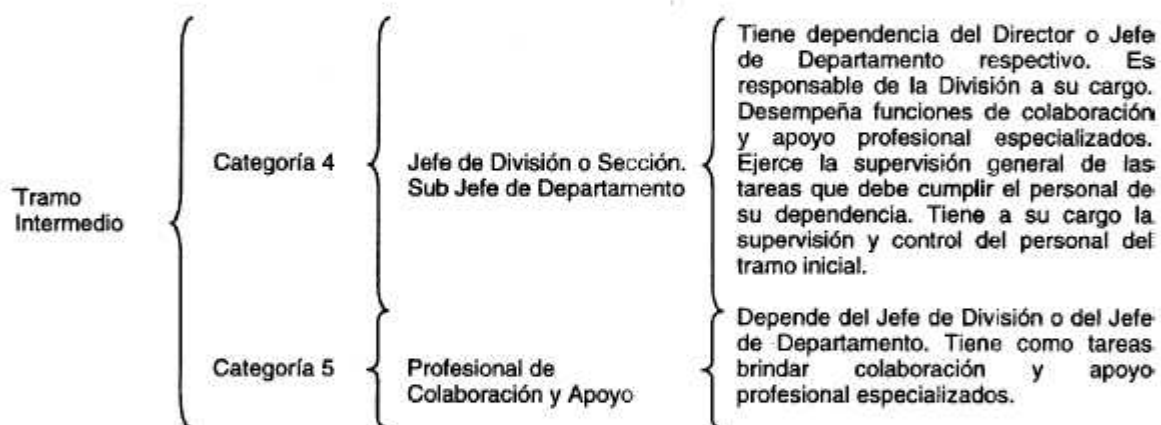 Tramo
Intermedio
Categoría 4
Jefe de División o Sección.
Sub Jefe de Departamento
Tiene dependencia del Director o Jefe
de Departamento respectivo. Es
responsable de la División a su cargo.
Desempeña funciones de colaboración
y apoyo profesional especializados.
Ejerce la supervisión general de las
tareas que debe cumplir el personal de
su dependencia. Tiene a su cargo la
supervisión y control del personal del
tramo inicial.
Categoría 5
Profesional de
Colaboración y Apoyo
Depende del Jefe de División o del Jefe
de Departamento. Tiene como tareas
brindar colaboración y apoyo
profesional especializados.